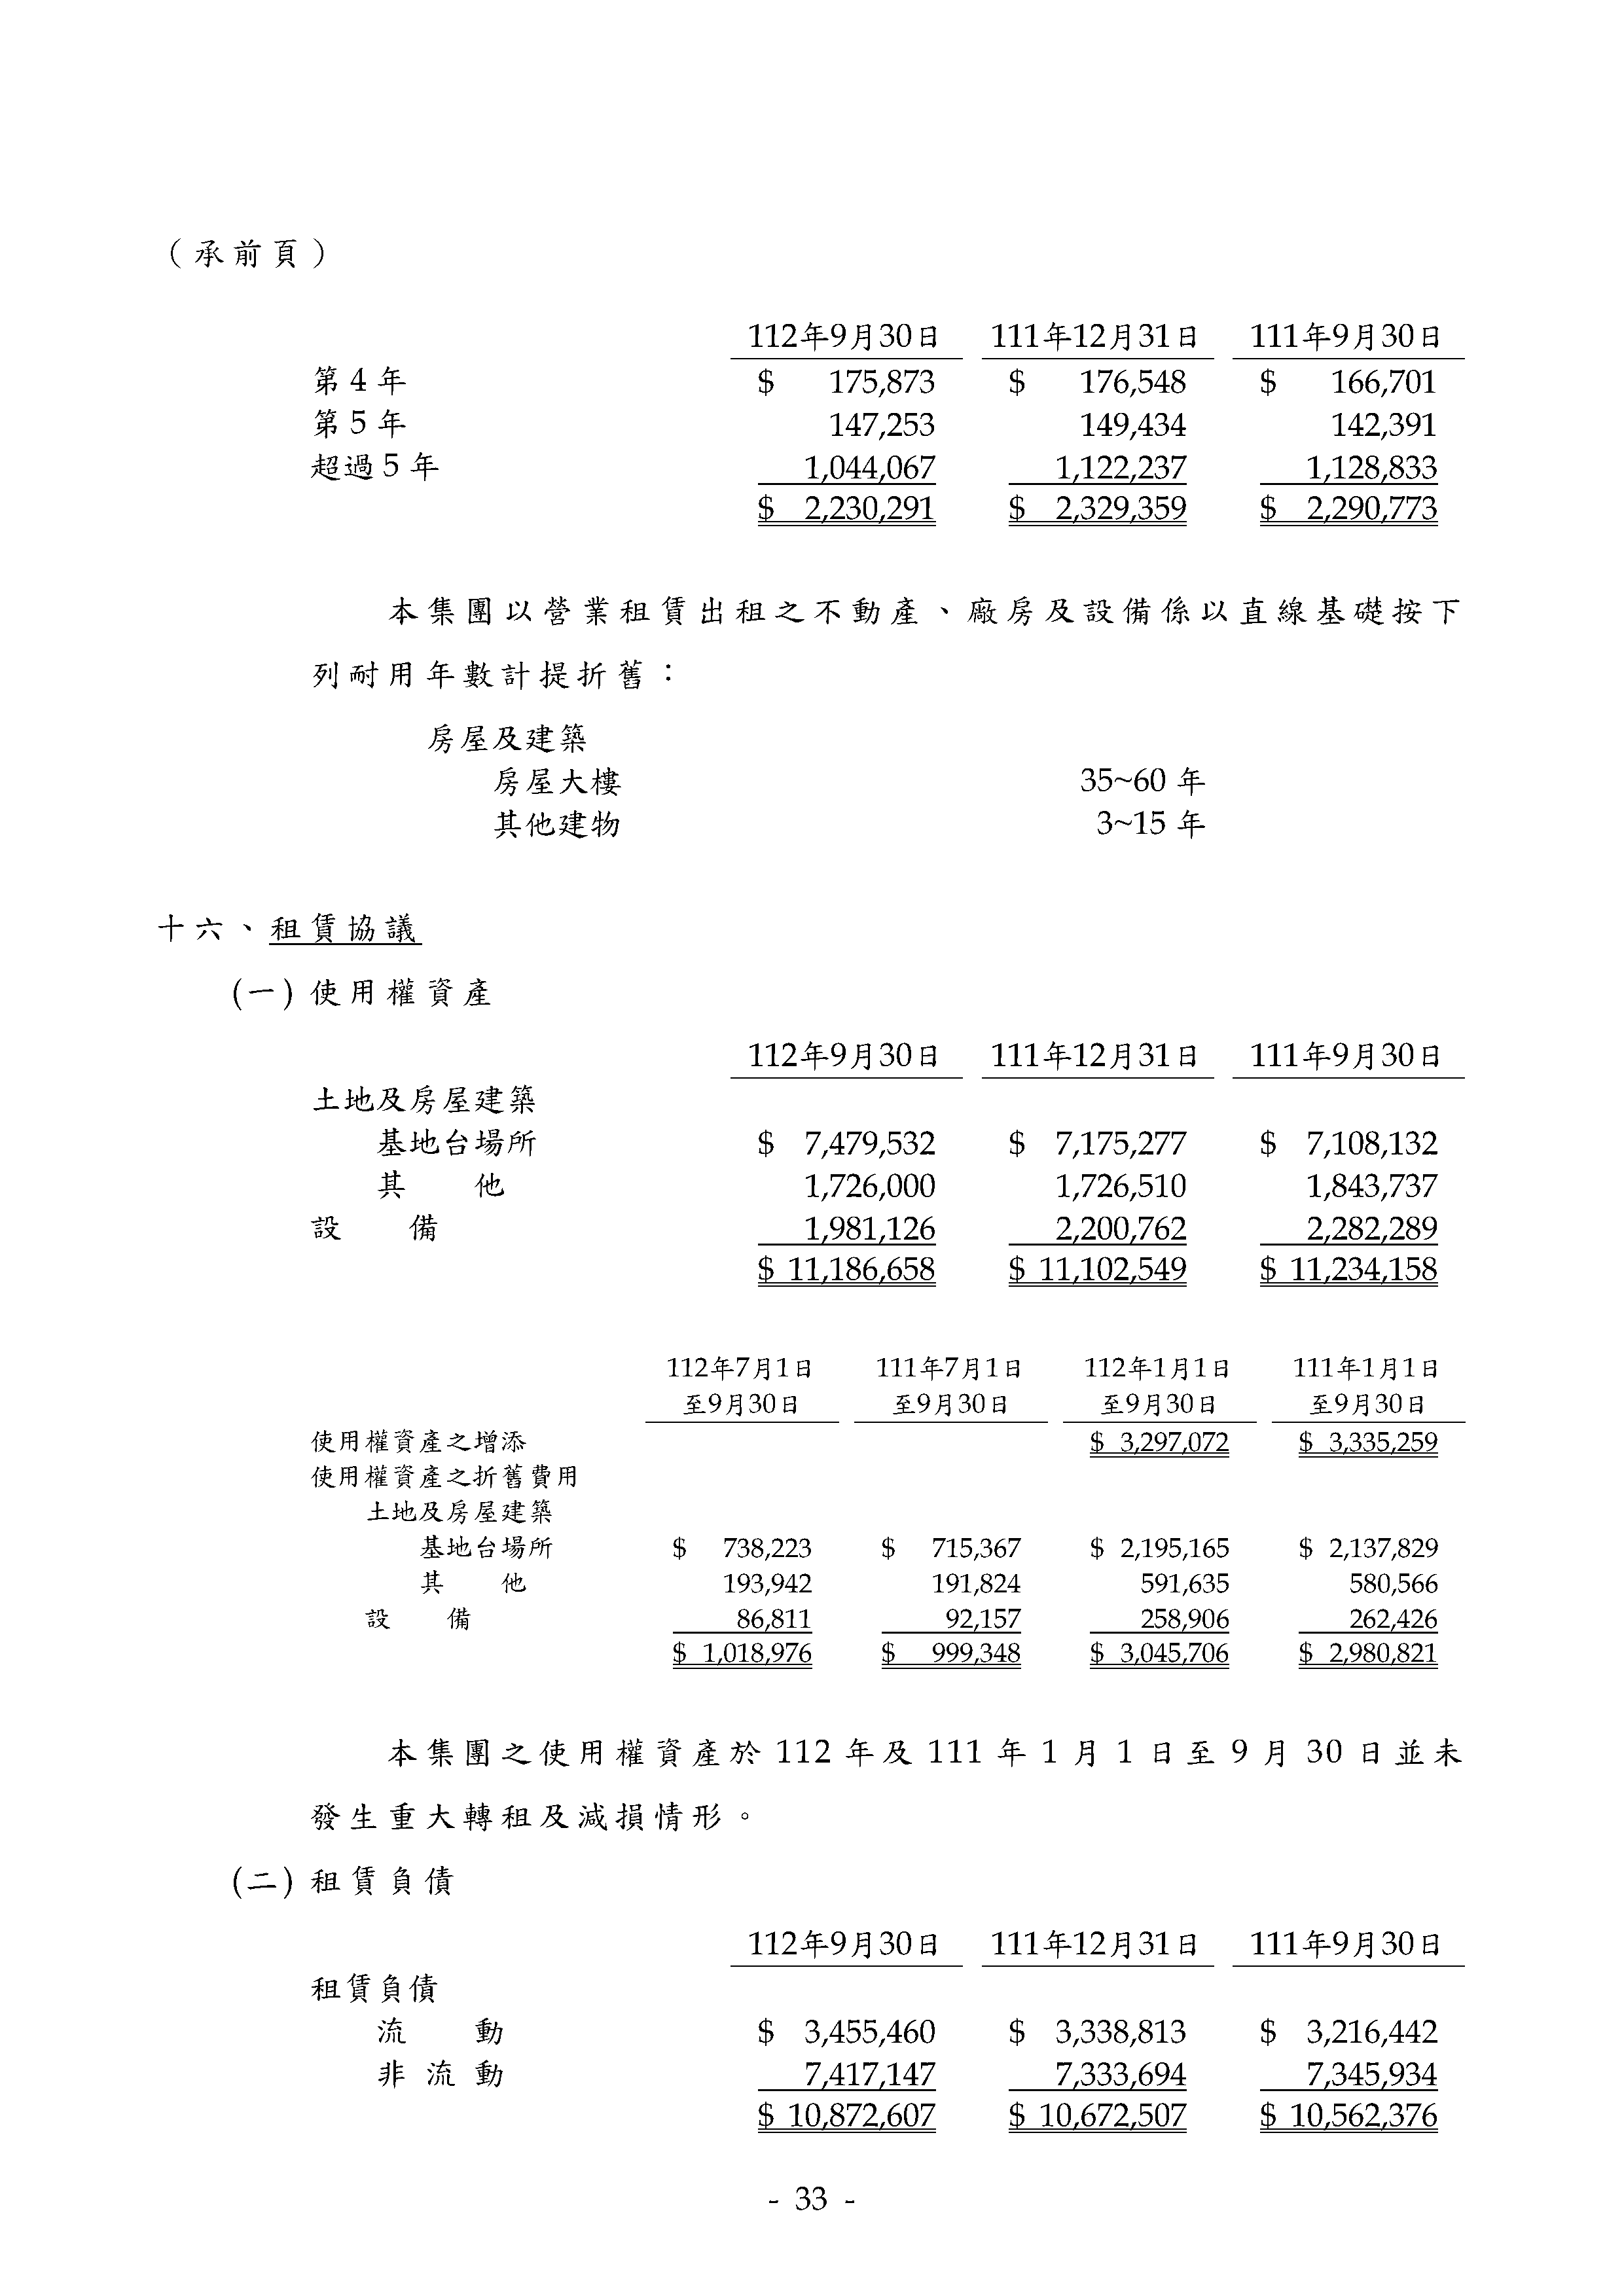 （承前頁）
112年9月30日 111年12月31日 111年9月30日
第 4 年 $ 175,873 $ 176,548 $ 166,701
第 5 年 147,253 149,434 142,391
超過 5 年 1,044,067 1,122,237 1,128,833
$ 2,230,291 $ 2,329,359 $ 2,290,773
本集團以營業租賃出租之不動產、廠房及設備係以直線基礎按下
列耐用年數計提折舊：
房屋及建築
房屋大樓 35~60 年
其他建物 3~15 年
十六、租賃協議
(一) 使用權資產
112年9月30日 111年12月31日 111年9月30日
土地及房屋建築
基地台場所 $ 7,479,532 $ 7,175,277 $ 7,108,132
其 他 1,726,000 1,726,510 1,843,737
設 備 1,981,126 2,200,762 2,282,289
$ 11,186,658 $ 11,102,549 $ 11,234,158
112年7月1日 111年7月1日 112年1月1日 111年1月1日
至9月30日 至9月30日 至9月30日 至9月30日
使用權資產之增添 $ 3,297,072 $ 3,335,259
使用權資產之折舊費用
土地及房屋建築
基地台場所 $ 738,223 $ 715,367 $ 2,195,165 $ 2,137,829
其 他 193,942 191,824 591,635 580,566
設 備 86,811 92,157 258,906 262,426
$ 1,018,976 $ 999,348 $ 3,045,706 $ 2,980,821
本集團之使用權資產於 112 年及 111 年 1 月 1 日至 9 月 30 日並未
發生重大轉租及減損情形。
(二) 租賃負債
112年9月30日 111年12月31日 111年9月30日
租賃負債
流 動 $ 3,455,460 $ 3,338,813 $ 3,216,442
非 流 動 7,417,147 7,333,694 7,345,934
$ 10,872,607 $ 10,672,507 $ 10,562,376
- 33 -